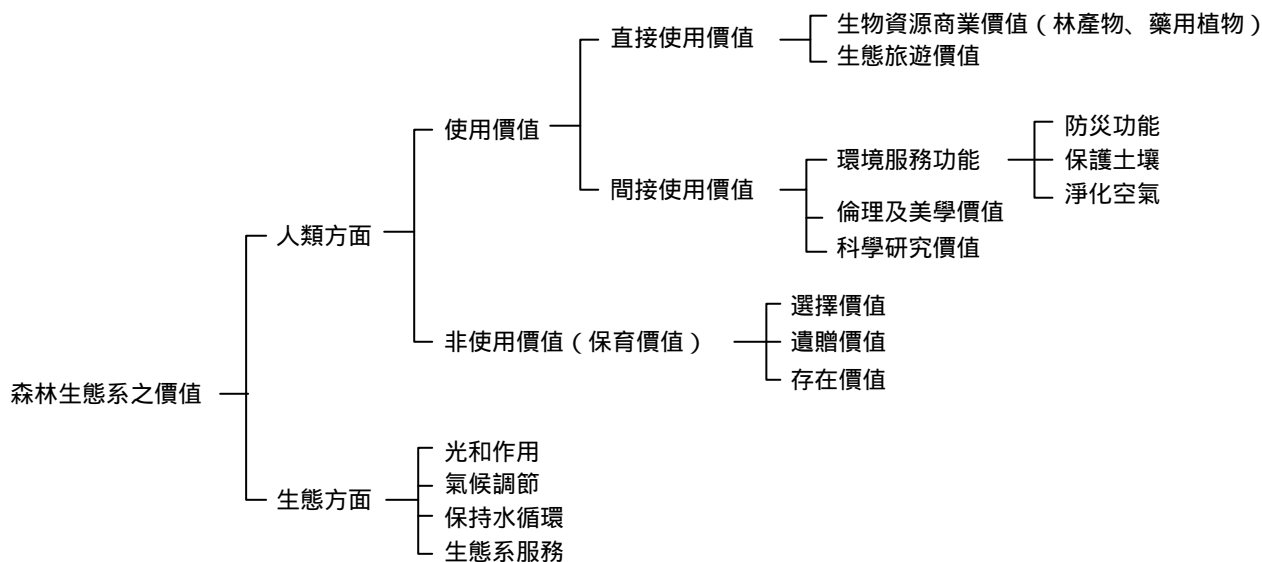 生物資源商業價值（林產物、藥用植物）
直接使用價值
生態旅遊價值
使用價值
防災功能
環境服務功能
保護土壤
間接使用價值
淨化空氣
倫理及美學價值
人類方面
科學研究價值
選擇價值
非使用價值（保育價值）
遺贈價值
存在價值
森林生態系之價值
光和作用
氣候調節
生態方面
保持水循環
生態系服務